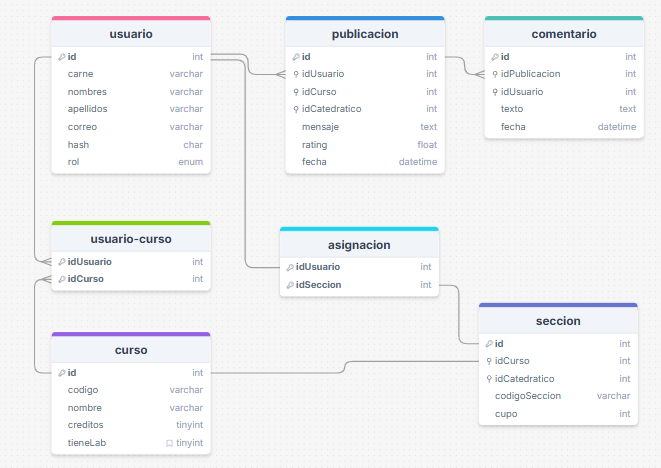 usuario
id int
carne varchar
nombres varchar
apellidos varchar
correo varchar
hash char
rol enum
publicacion
id int
idUsuario int
idCurso int
idCatedratico int
mensaje text
rating float
fecha datetime
comentario
id int
idPublicacion int
idUsuario int
texto text
fecha datetime
usuario-curso
idUsuario int
idCurso int
asignacion
idUsuario int
idSeccion int
curso
id int
codigo varchar
nombre varchar
creditos tinyint
tieneLab tinyint
seccion
id int
idCurso int
idCatedratico int
codigoSeccion varchar
cupo int